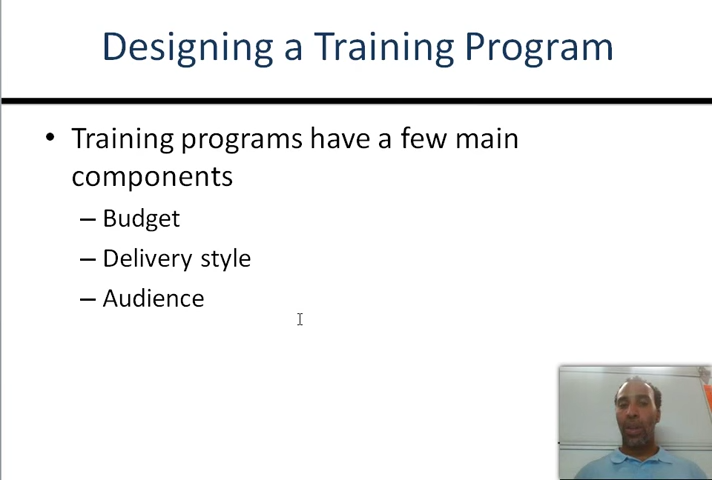 Designing a Training Program
• Training programs have a few main
components
– Budget
– Delivery style
– Audience